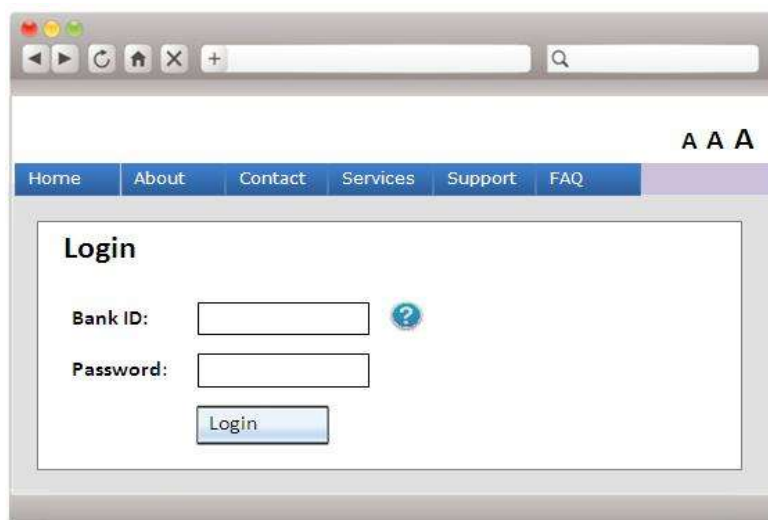 A A A
Home About Contact Services Support FAQ
Login
Bank ID: ?
Password:
Login